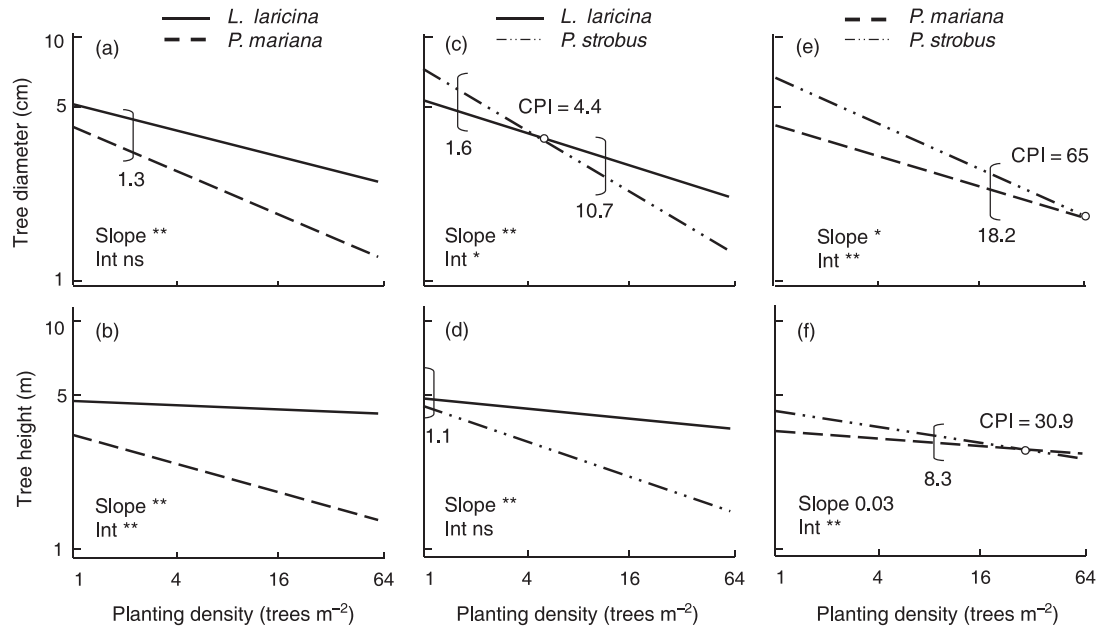 L. laricina
P. mariana
L. laricina
P. strobus
P. mariana
P. strobus
Tree diameter (cm)
10
5
1
(a)
1.3
Slope **
Int ns
(c)
CPI = 4.4
1.6
10.7
Slope **
Int *
(e)
CPI = 65
18.2
Slope *
Int **
Tree height (m)
10
5
1
(b)
Slope **
Int **
(d)
1.1
Slope **
Int ns
(f)
CPI = 30.9
8.3
Slope 0.03
Int **
1 4 16 64
1 4 16 64
1 4 16 64
Planting density (trees m⁻²)
Planting density (trees m⁻²)
Planting density (trees m⁻²)